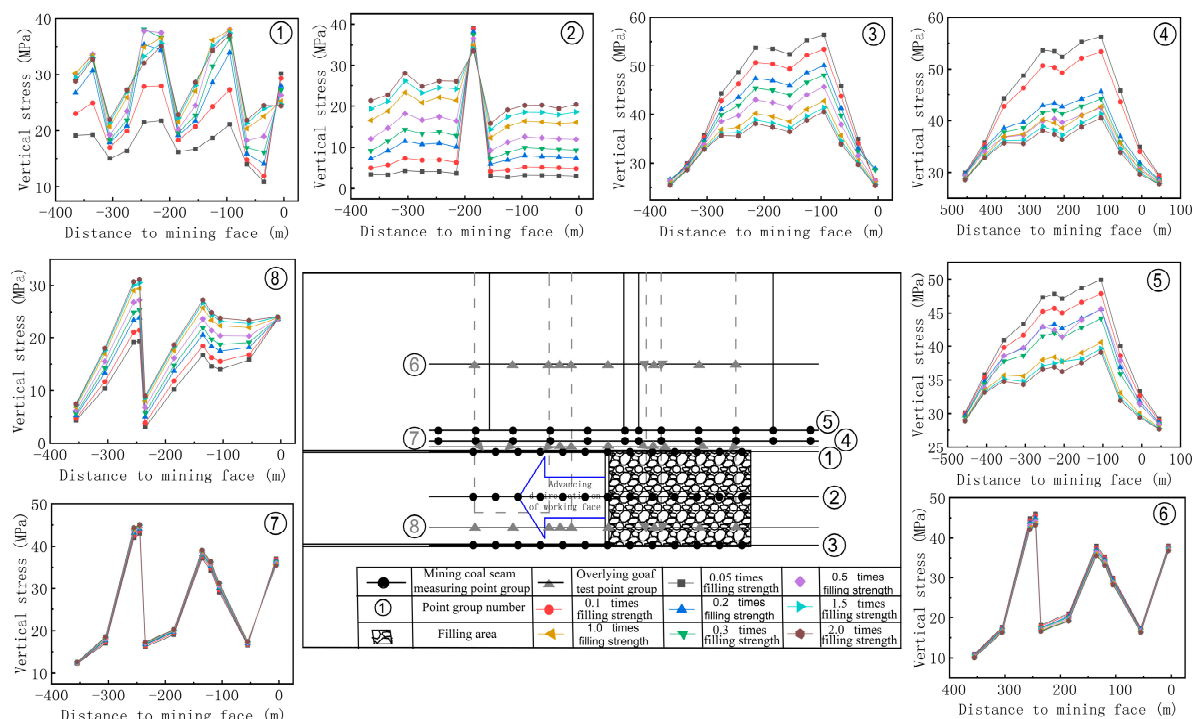 ①
Vertical stress (MPa)
40
30
20
10
-400
-300
-200
-100
0
Distance to mining face (m)
②
Vertical stress (MPa)
40
30
20
10
0
-400
-300
-200
-100
0
Distance to mining face (m)
③
Vertical stress (MPa)
60
50
40
30
-400
-300
-200
-100
0
Distance to mining face (m)
④
Vertical stress (MPa)
60
50
40
30
-500
-400
-300
-200
-100
0
100
Distance to mining face (m)
⑧
Vertical stress (MPa)
30
20
10
0
-400
-300
-200
-100
0
Distance to mining face (m)
⑥
⑦
⑤
④
①
②
⑧
③
Advancing
direction
of working face
⑤
Vertical stress (MPa)
50
45
40
35
30
25
-500
-400
-300
-200
-100
0
100
Distance to mining face (m)
⑦
Vertical stress (MPa)
50
40
30
20
10
-400
-300
-200
-100
0
Distance to mining face (m)
Mining coal seam
measuring point group
Overlying goaf
test point group
0.05 times
filling strength
0.5 times
filling strength
①
Point group number
0.1 times
filling strength
0.2 times
filling strength
1.5 times
filling strength
Filling area
1.0 times
filling strength
0.3 times
filling strength
2.0 times
filling strength
⑥
Vertical stress (MPa)
50
40
30
20
10
-400
-300
-200
-100
0
Distance to mining face (m)